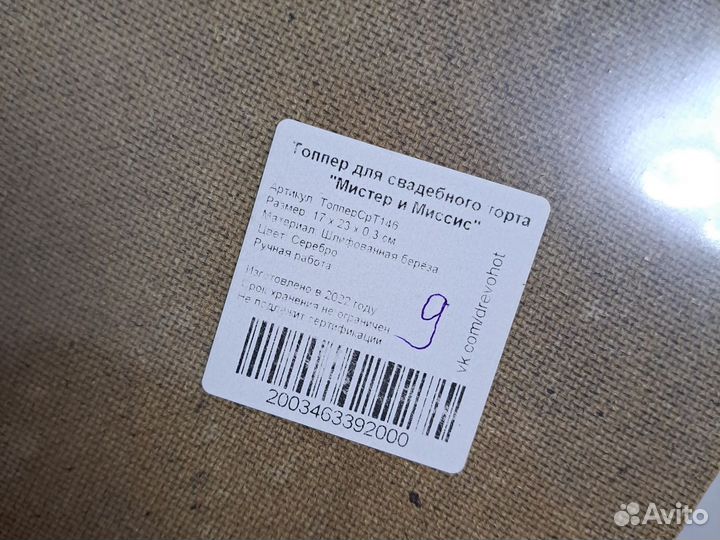 Топпер для свадебного торта
"Мистер и Миссис"
Артикул: ТопперСрТ146
Размер: 17 х 23 х 0,3 см
Материал: Шлифованная берёза
Цвет: Серебро
Ручная работа
Изготовлено в 2022 году
Срок хранения не ограничен
Не подлежит сертификации
9
vk.com/drevohot
2003463392000
Avito